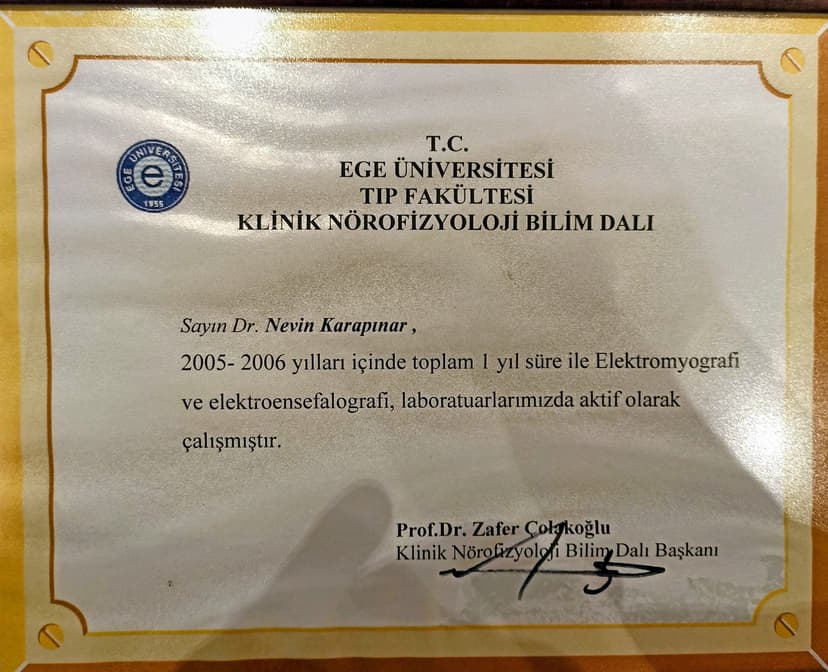 EGE ÜNİVERSİTESİ
e
1955
T.C.
EGE ÜNİVERSİTESİ
TIP FAKÜLTESİ
KLİNİK NÖROFİZYOLOJİ BİLİM DALI
Sayın Dr. Nevin Karapınar ,
2005- 2006 yılları içinde toplam 1 yıl süre ile Elektromyografi
ve elektroensefalografi, laboratuarlarımızda aktif olarak
çalışmıştır.
Prof.Dr. Zafer Çolakoğlu
Klinik Nörofizyoloji Bilim Dalı Başkanı